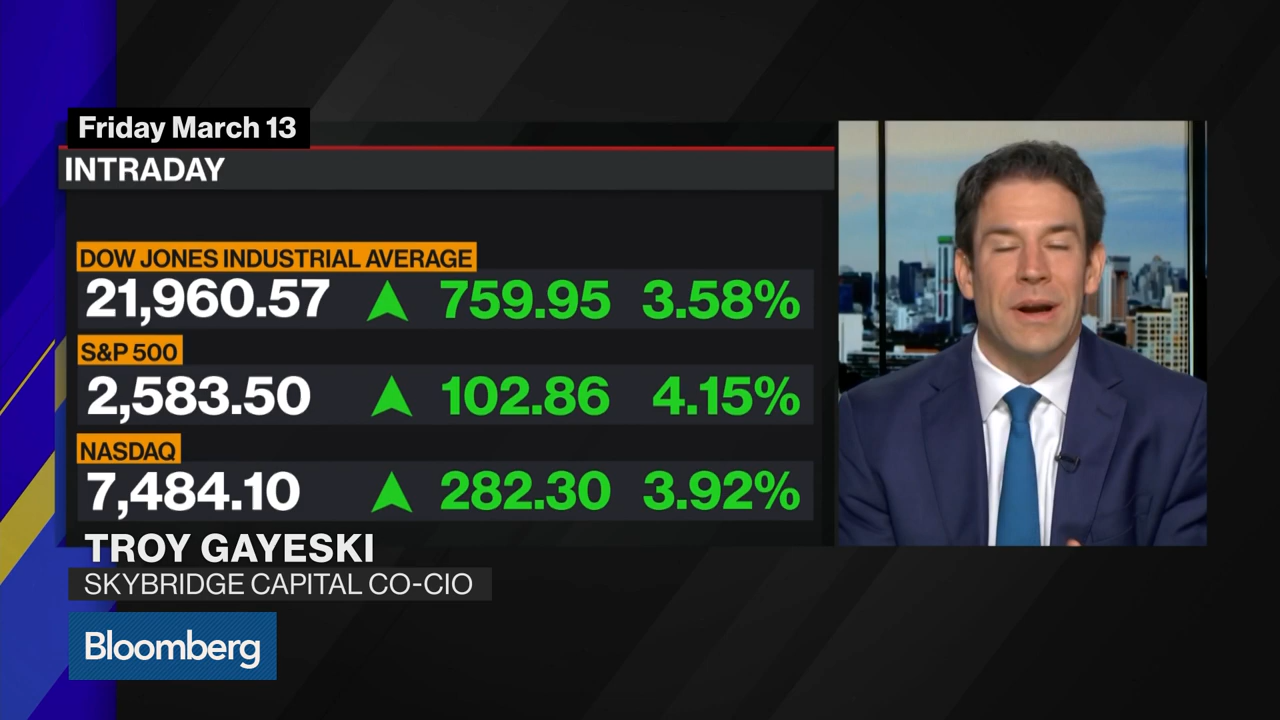 Friday March 13
INTRADAY
DOW JONES INDUSTRIAL AVERAGE
21,960.57 ▲ 759.95 3.58%
S&P 500
2,583.50 ▲ 102.86 4.15%
NASDAQ
7,484.10 ▲ 282.30 3.92%
TROY GAYESKI
SKYBRIDGE CAPITAL CO-CIO
Bloomberg